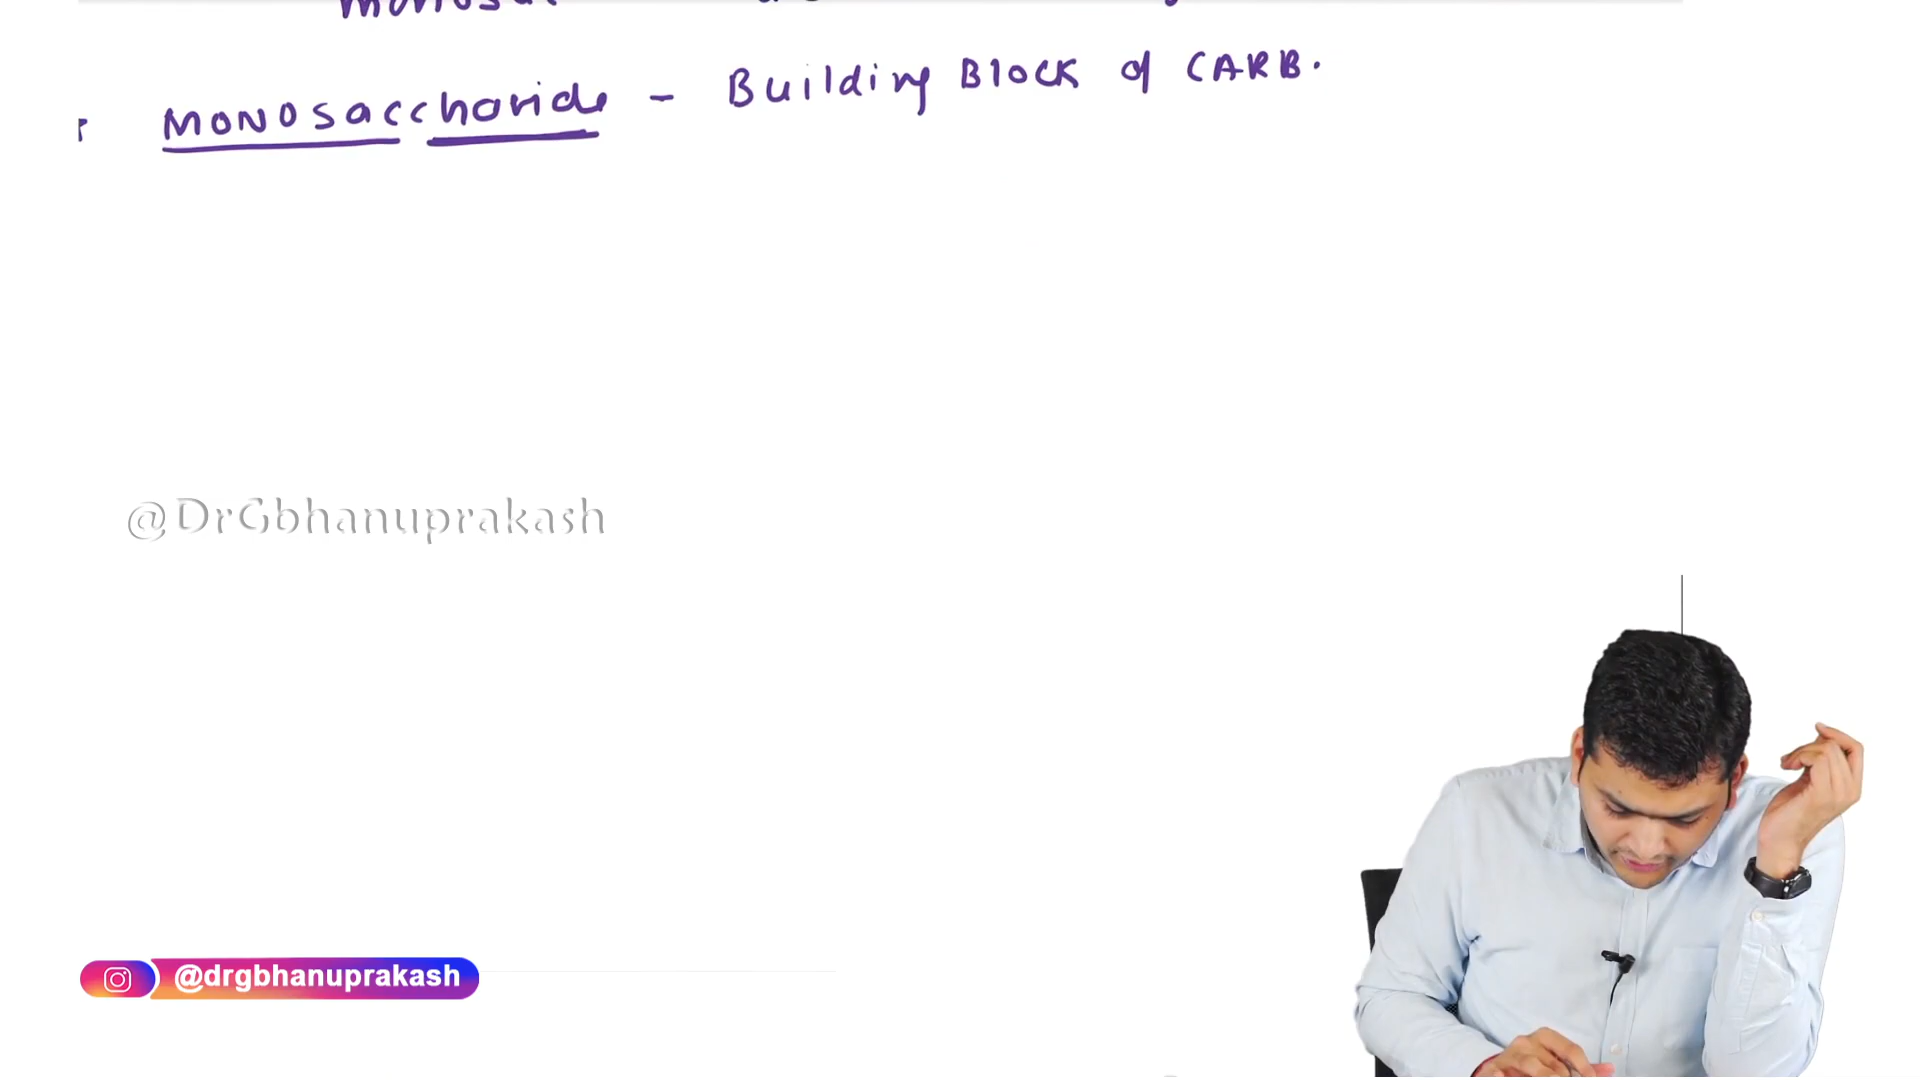 MONOSaccharide - Building Block of CARB.
@DrGbhanuprakash
@drgbhanuprakash